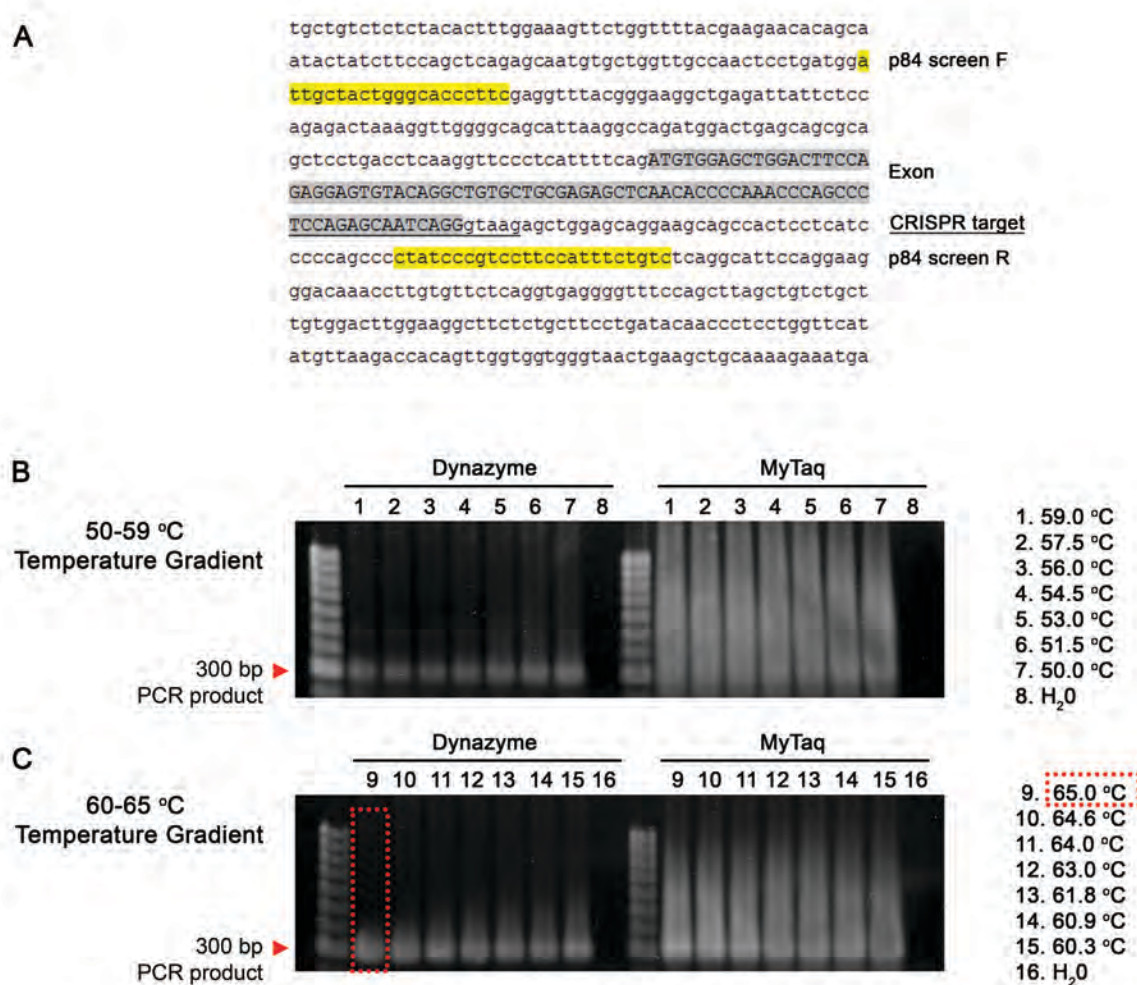 A
tgctgtctctctacactttggaaagttctggttttacgaagaacacagca
atactatcttccagctcagagcaatgtgctggttgccaactcctgatgga p84 screen F
ttgctactgggcacccttcgaggtttacgggaaggctgagattattctcc
agagactaaaggttggggcagcattaaggccagatggactgagcagcgca
gctcctgacctcaaggttccctcattttcagATGTGGAGCTGGACTTCCA
Exon
GAGGAGTGTACAGGCTGTGCTGCGAGAGCTCAACACCCCAAACCCAGCCC
TCCAGAGCAATCAGGgtaagagctggagcaggaagcagccactcctcatc CRISPR target
ccccagcccctatcccgtccttccatttctgtctcaggcattccaggaag p84 screen R
ggacaaaccttgtgttctcaggtgaggggtttccagcttagctgtctgct
tgtggacttggaaggcttctctgcttcctgatacaaccctcctggttcat
atgttaagaccacagttggtggtgggtaactgaagctgcaaaagaaatga
B
50-59 °C
Temperature Gradient
Dynazyme MyTaq
1 2 3 4 5 6 7 8 1 2 3 4 5 6 7 8
300 bp
PCR product
1. 59.0 °C
2. 57.5 °C
3. 56.0 °C
4. 54.5 °C
5. 53.0 °C
6. 51.5 °C
7. 50.0 °C
8. H₂0
C
60-65 °C
Temperature Gradient
Dynazyme MyTaq
9 10 11 12 13 14 15 16 9 10 11 12 13 14 15 16
300 bp
PCR product
9. 65.0 °C
10. 64.6 °C
11. 64.0 °C
12. 63.0 °C
13. 61.8 °C
14. 60.9 °C
15. 60.3 °C
16. H₂0